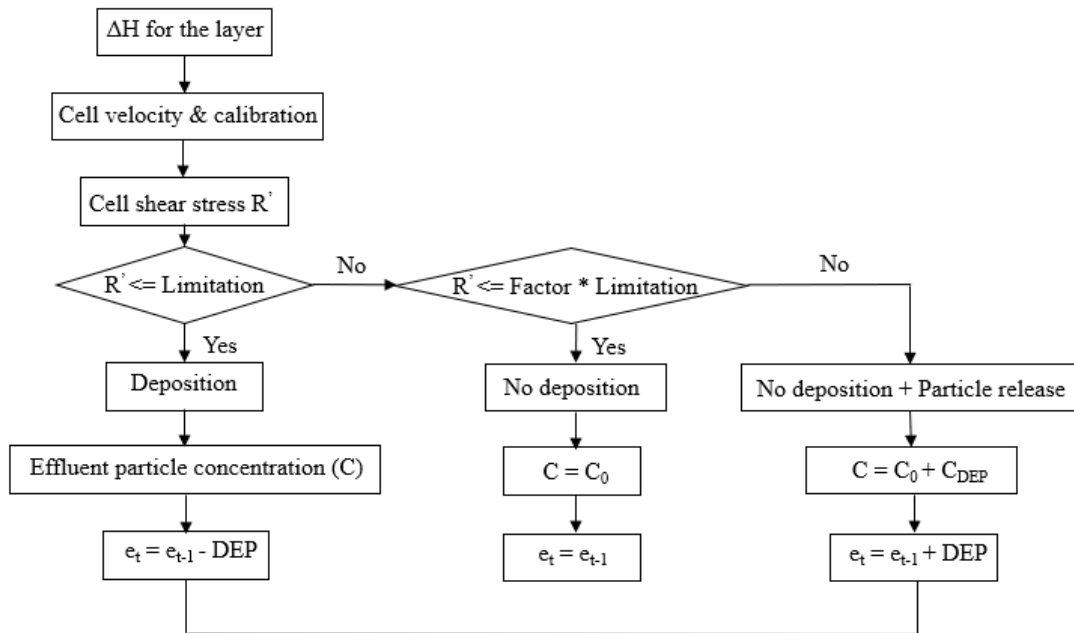 ΔH for the layer
Cell velocity & calibration
Cell shear stress R’
R’ <= Limitation
No
R’ <= Factor * Limitation
No
Yes
Yes
Deposition
No deposition
No deposition + Particle release
Effluent particle concentration (C)
C = C₀
C = C₀ + C_DEP
eₜ = eₜ₋₁ - DEP
eₜ = eₜ₋₁
eₜ = eₜ₋₁ + DEP